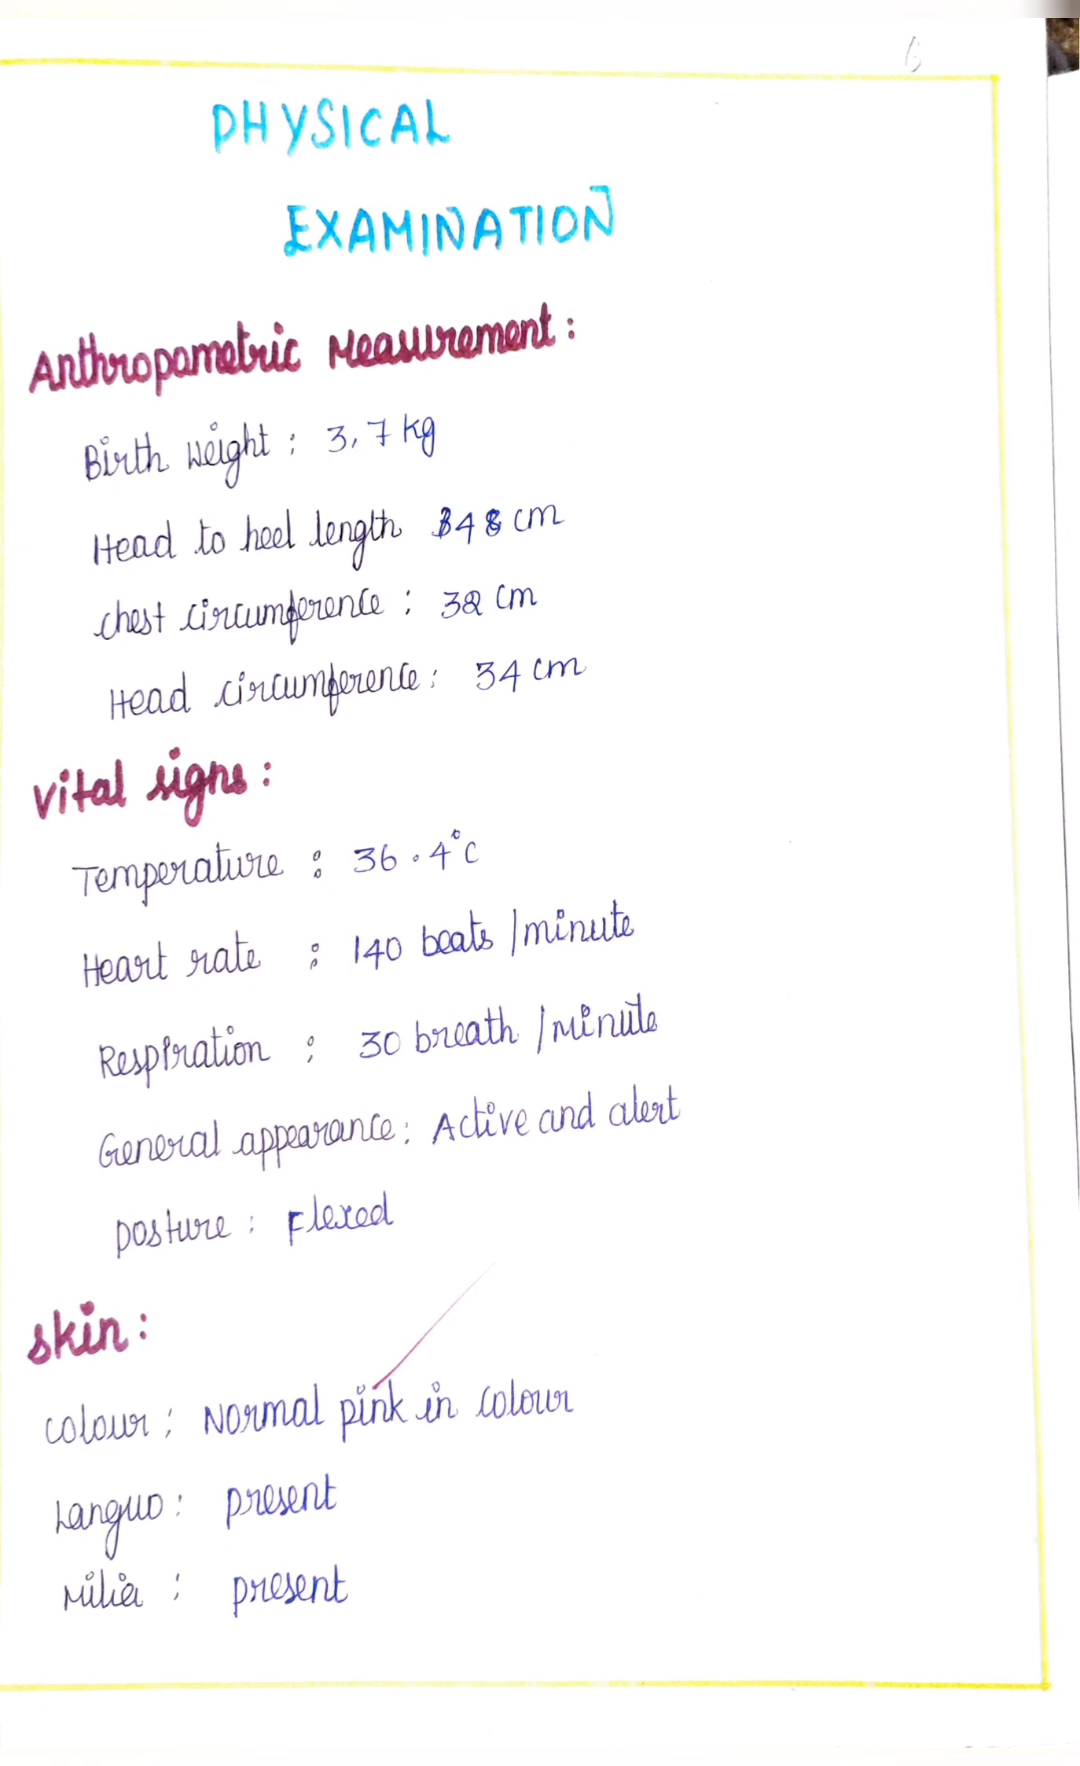 6
PHYSICAL
EXAMINATION
Anthropametric Measurement:
Birth weight : 3,7 kg
Head to heel length 48 cm
chest circumference : 32 cm
Head circumference : 34 cm
Vital signs :
Temperature : 36.4°c
Heart rate : 140 beats /minute
Respiration : 30 breath /minute
General appearance : Active and alert
posture : Flexed
skin :
colour : Normal pink in colour
Languo : present
Milia : present